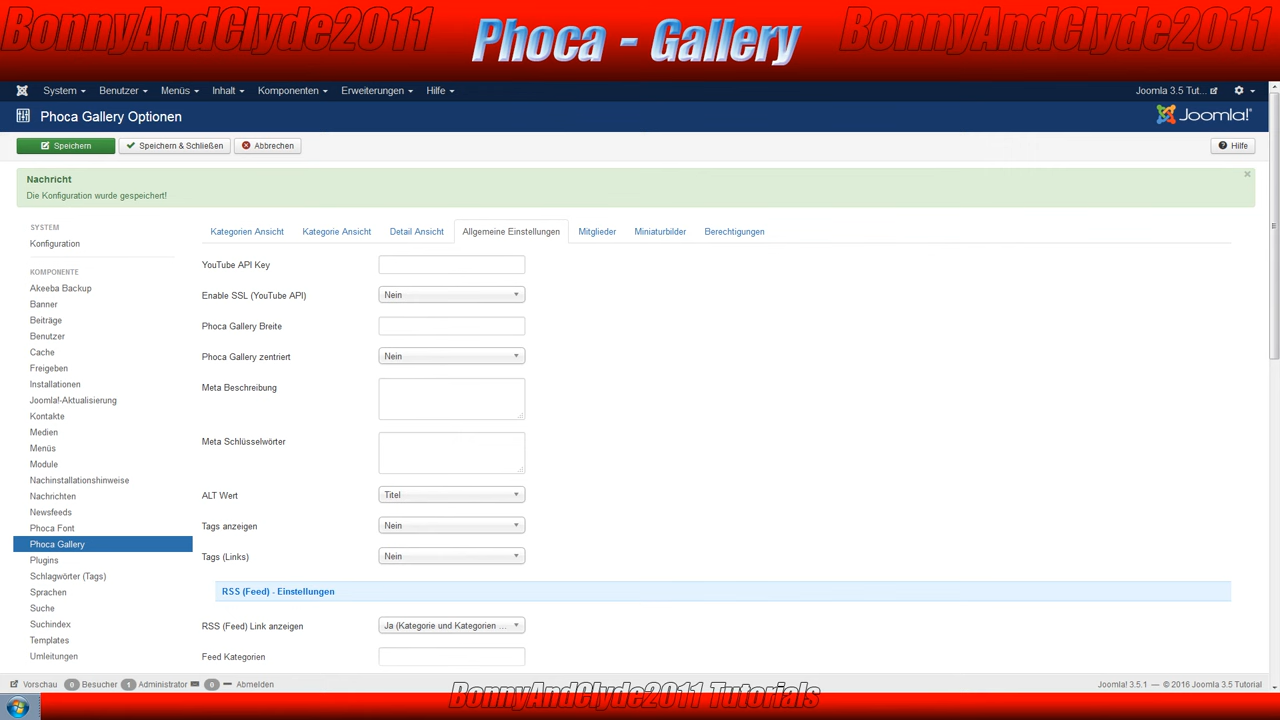 BonnyAndClyde2011 Phoca - Gallery BonnyAndClyde2011
System Benutzer Menüs Inhalt Komponenten Erweiterungen Hilfe Joomla 3.5 Tut...
Phoca Gallery Optionen Joomla!®
Speichern Speichern & Schließen Abbrechen Hilfe
Nachricht ×
Die Konfiguration wurde gespeichert!
SYSTEM
Konfiguration
KOMPONENTE
Akeeba Backup
Banner
Beiträge
Benutzer
Cache
Freigeben
Installationen
Joomla!-Aktualisierung
Kontakte
Medien
Menüs
Module
Nachinstallationshinweise
Nachrichten
Newsfeeds
Phoca Font
Phoca Gallery
Plugins
Schlagwörter (Tags)
Sprachen
Suche
Suchindex
Templates
Umleitungen
Kategorien Ansicht Kategorie Ansicht Detail Ansicht Allgemeine Einstellungen Mitglieder Miniaturbilder Berechtigungen
YouTube API Key
Enable SSL (YouTube API) Nein
Phoca Gallery Breite
Phoca Gallery zentriert Nein
Meta Beschreibung
Meta Schlüsselwörter
ALT Wert Titel
Tags anzeigen Nein
Tags (Links) Nein
RSS (Feed) - Einstellungen
RSS (Feed) Link anzeigen Ja (Kategorie und Kategorien ...
Feed Kategorien
Vorschau 0 Besucher 1 Administrator 0 Abmelden Joomla! 3.5.1 — © 2016 Joomla 3.5 Tutorial
BonnyAndClyde2011 Tutorials